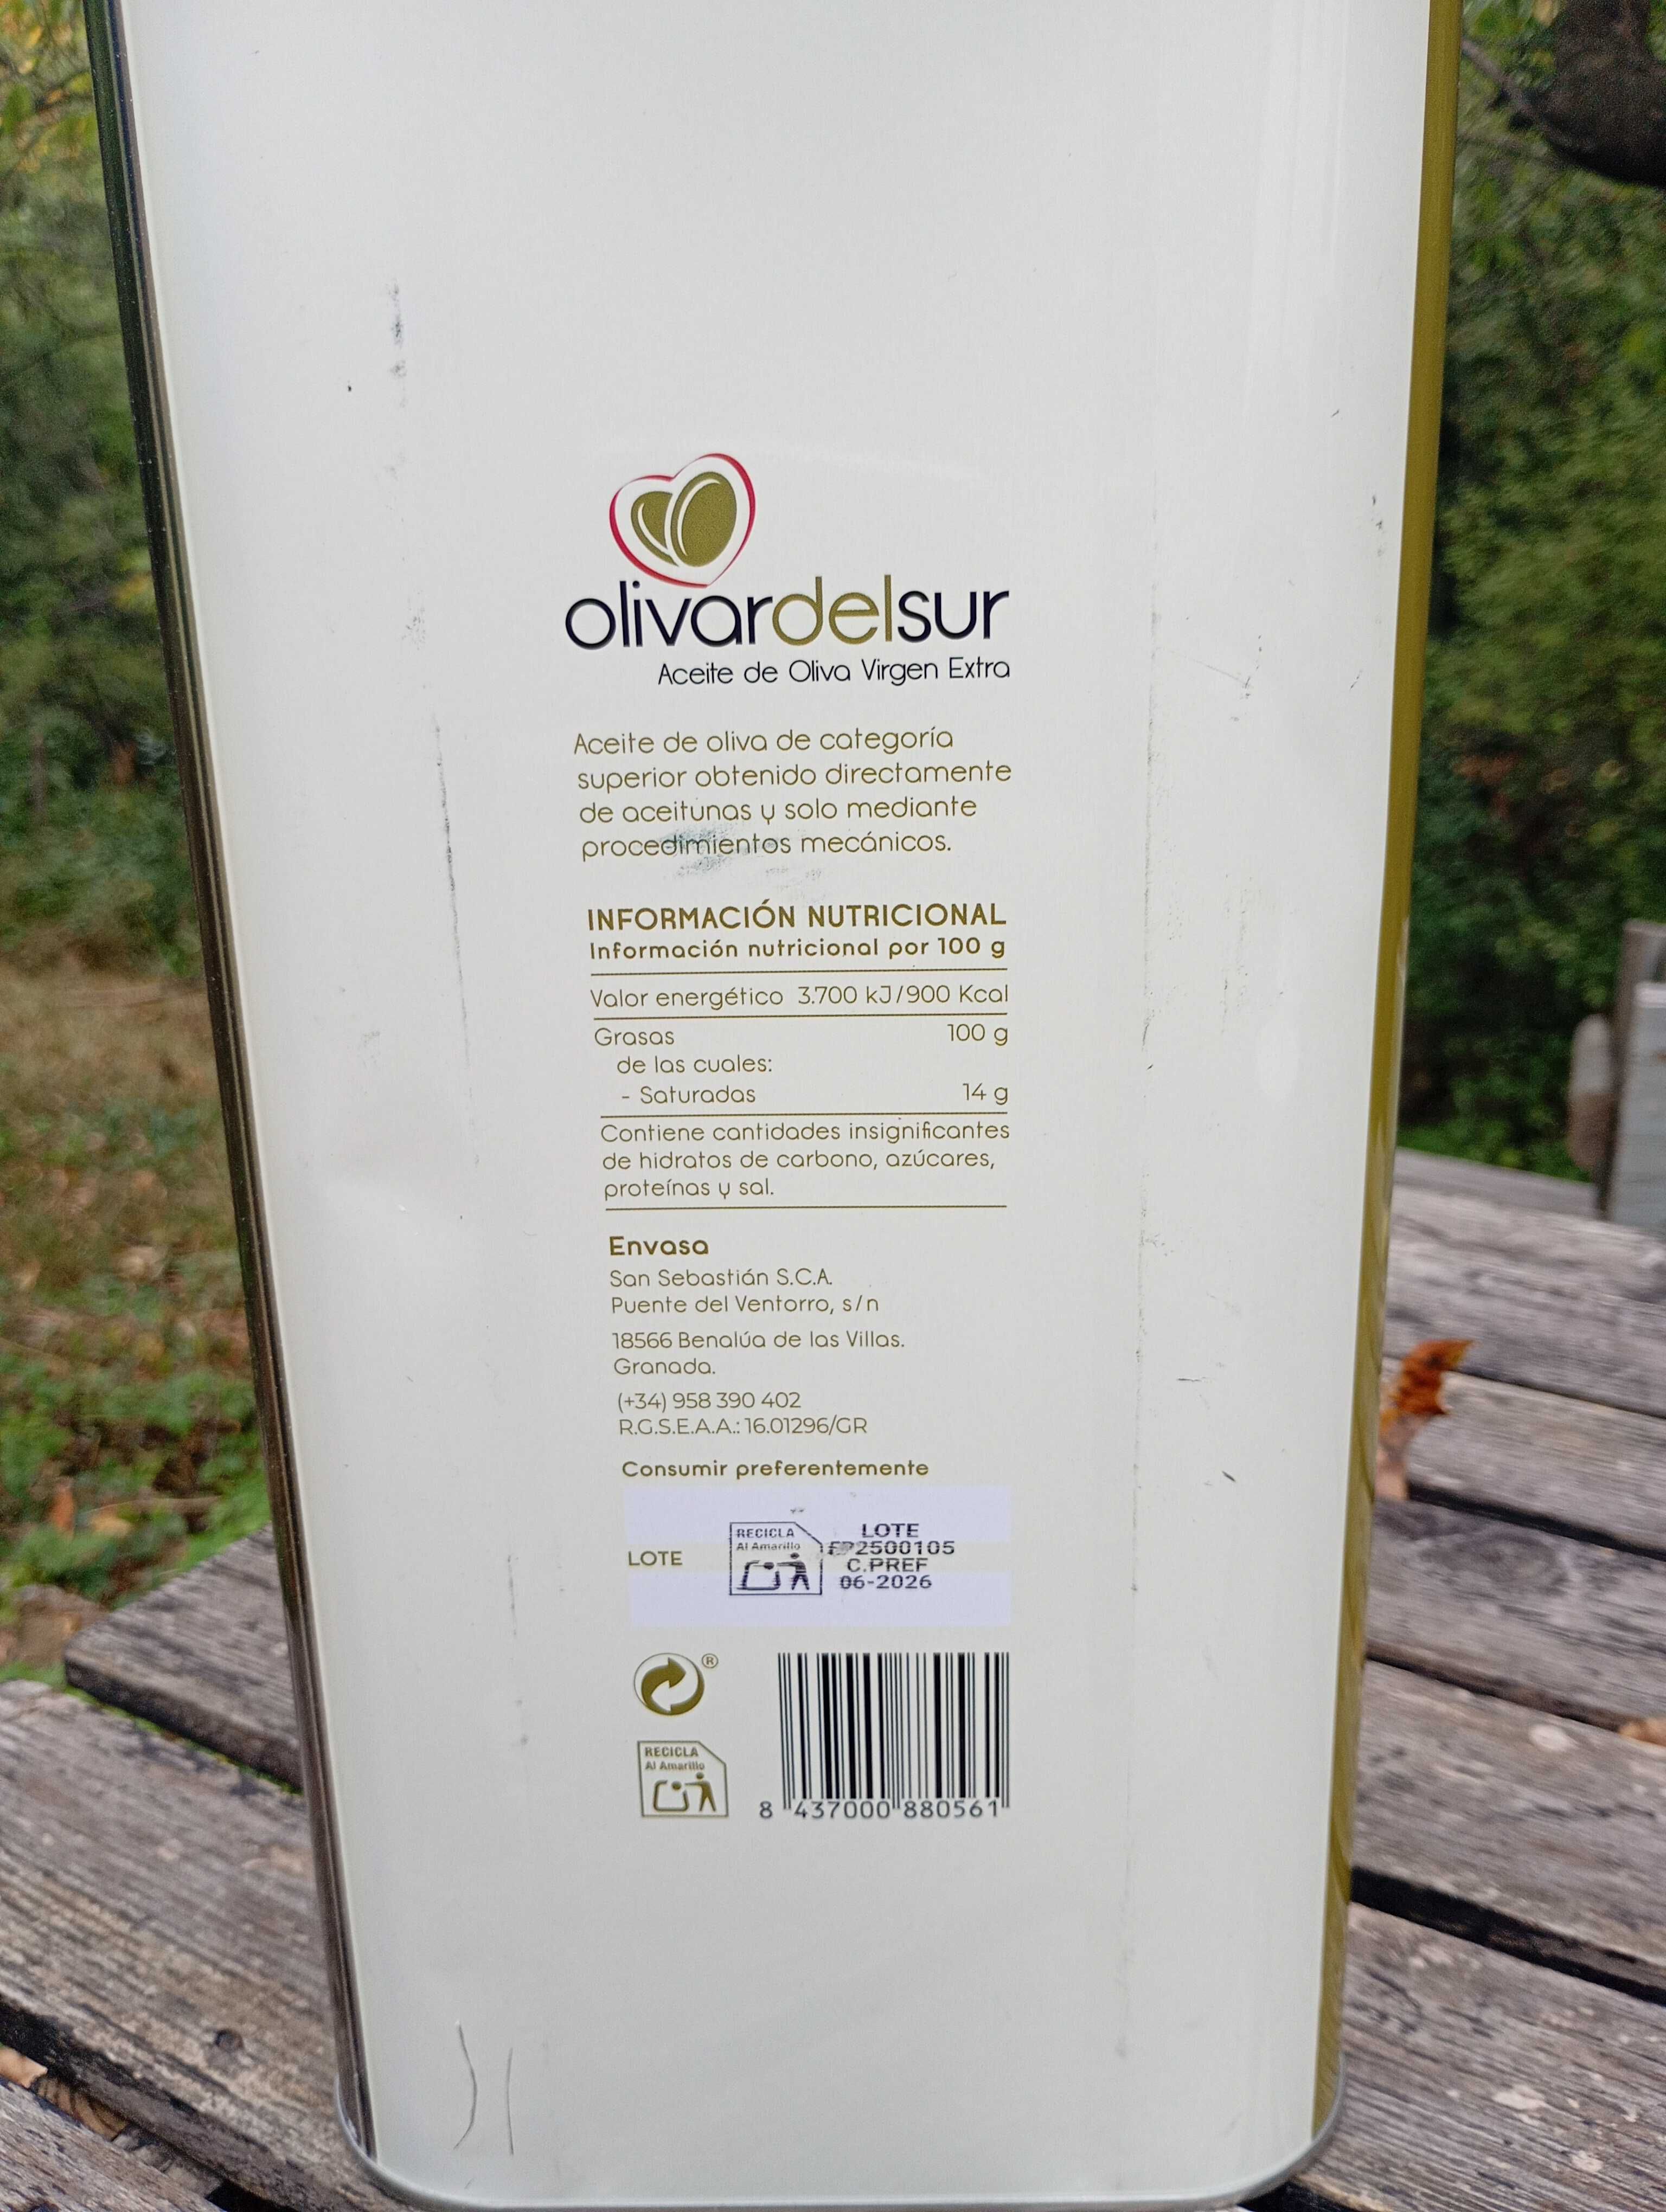 olivardelsur
Aceite de Oliva Virgen Extra
Aceite de oliva de categoría
superior obtenido directamente
de aceitunas y solo mediante
procedimientos mecánicos.
INFORMACIÓN NUTRICIONAL
Información nutricional por 100 g
Valor energético 3.700 kJ/900 Kcal
Grasas 100 g
de las cuales:
- Saturadas 14 g
Contiene cantidades insignificantes
de hidratos de carbono, azúcares,
proteínas y sal.
Envasa
San Sebastián S.C.A.
Puente del Ventorro, s/n
18566 Benalúa de las Villas.
Granada.
(+34) 958 390 402
R.G.S.E.A.A.: 16.01296/GR
Consumir preferentemente
LOTE
RECICLA
Al Amarillo
LOTE
C.PREF
06-2026
®
RECICLA
Al Amarillo
8 437000 880561